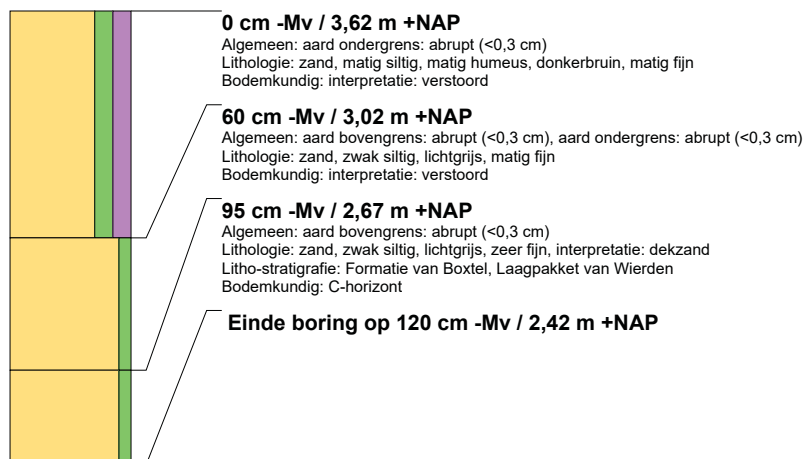 0 cm -Mv / 3,62 m +NAP
Algemeen: aard ondergrens: abrupt (<0,3 cm)
Lithologie: zand, matig siltig, matig humeus, donkerbruin, matig fijn
Bodemkundig: interpretatie: verstoord
60 cm -Mv / 3,02 m +NAP
Algemeen: aard bovengrens: abrupt (<0,3 cm), aard ondergrens: abrupt (<0,3 cm)
Lithologie: zand, zwak siltig, lichtgrijs, matig fijn
Bodemkundig: interpretatie: verstoord
95 cm -Mv / 2,67 m +NAP
Algemeen: aard bovengrens: abrupt (<0,3 cm)
Lithologie: zand, zwak siltig, lichtgrijs, zeer fijn, interpretatie: dekzand
Litho-stratigrafie: Formatie van Boxtel, Laagpakket van Wierden
Bodemkundig: C-horizont
Einde boring op 120 cm -Mv / 2,42 m +NAP